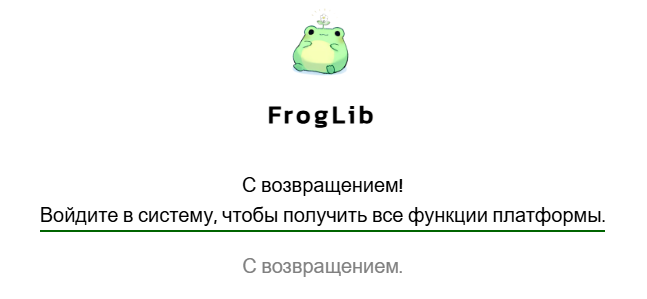 FrogLib
С возвращением!
Войдите в систему, чтобы получить все функции платформы.
С возвращением.